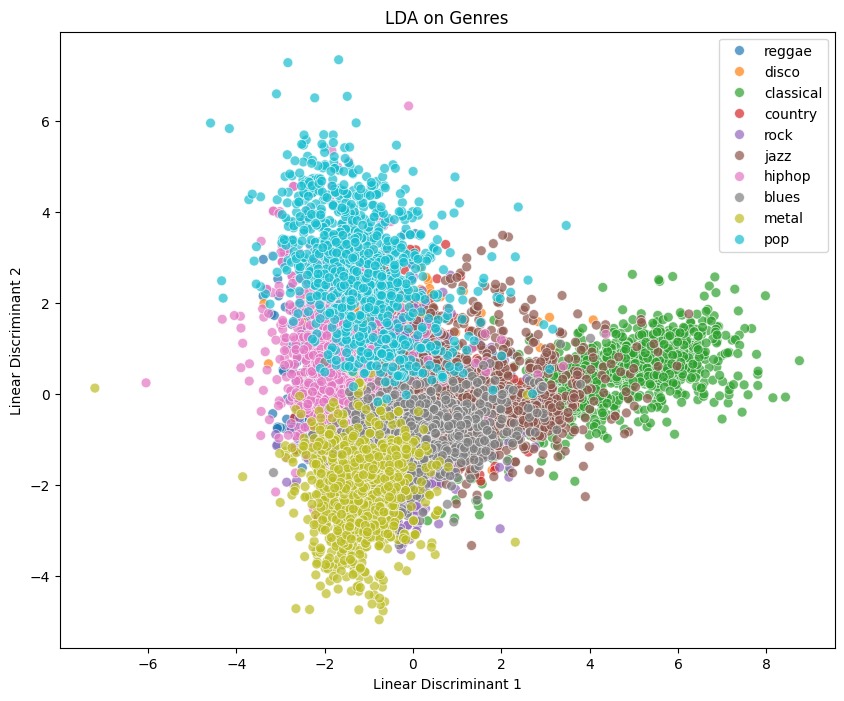 LDA on Genres
reggae
disco
classical
country
rock
jazz
hiphop
blues
metal
pop
6
4
2
0
−2
−4
Linear Discriminant 2
−6 −4 −2 0 2 4 6 8
Linear Discriminant 1